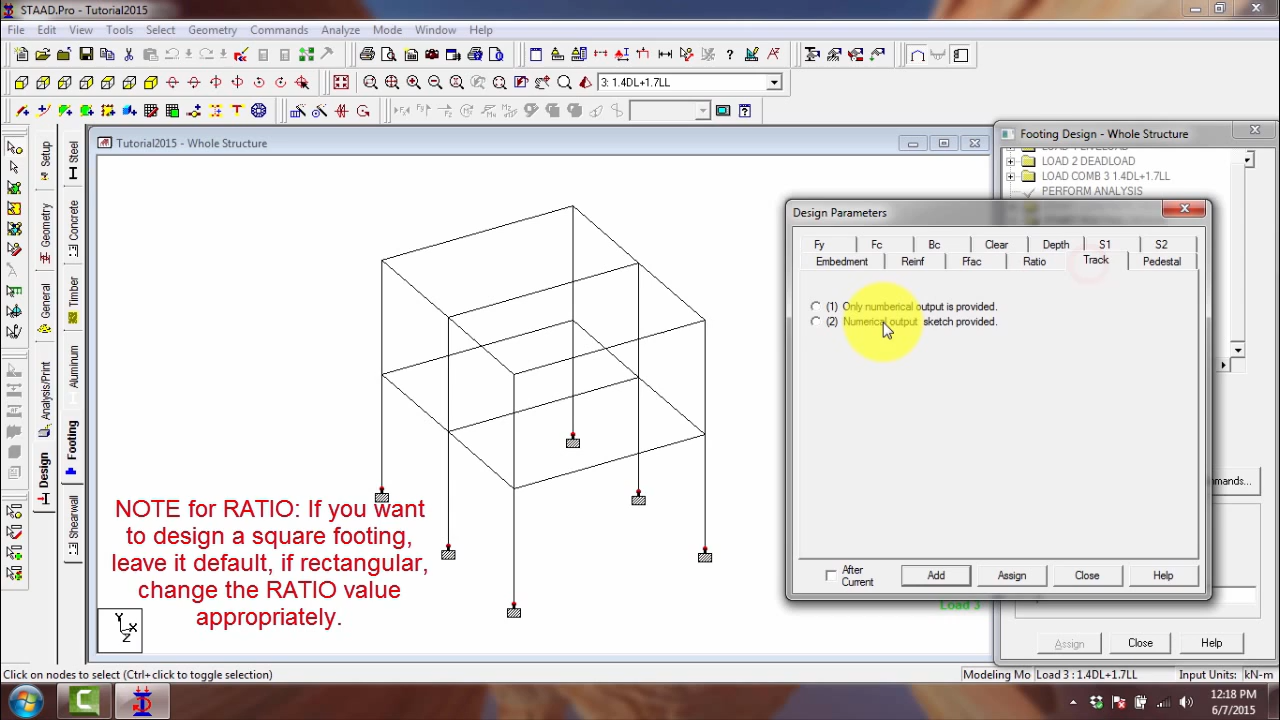 STAAD.Pro - Tutorial2015
File Edit View Tools Select Geometry Commands Analyze Mode Window Help
3: 1.4DL+1.7LL
Tutorial2015 - Whole Structure
Setup
Geometry
General
Analysis/Print
Design
Steel
Concrete
Timber
Aluminum
Footing
Shearwall
Footing Design - Whole Structure
LOAD 2 DEADLOAD
LOAD COMB 3 1.4DL+1.7LL
PERFORM ANALYSIS
Design Parameters
Fy Fc Bc Clear Depth S1 S2
Embedment Reinf Ffac Ratio Track Pedestal
(1) Only numberical output is provided.
(2) Numerical output sketch provided.
After Current
Add Assign Close Help
Load 3
Assign Close Help
NOTE for RATIO: If you want
to design a square footing,
leave it default, if rectangular,
change the RATIO value
appropriately.
Y
X
Z
Click on nodes to select (Ctrl+click to toggle selection)
Modeling Mo Load 3 : 1.4DL+1.7LL Input Units: kN-m
12:18 PM
6/7/2015